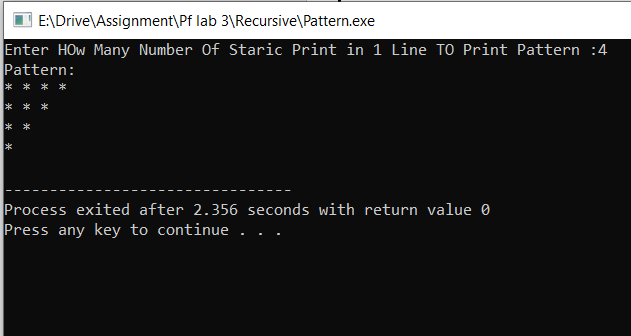 E:\Drive\Assignment\Pf lab 3\Recursive\Pattern.exe
Enter HOw Many Number Of Staric Print in 1 Line TO Print Pattern :4
Pattern:
* * * *
* * *
* *
*
--------------------------------
Process exited after 2.356 seconds with return value 0
Press any key to continue . . .